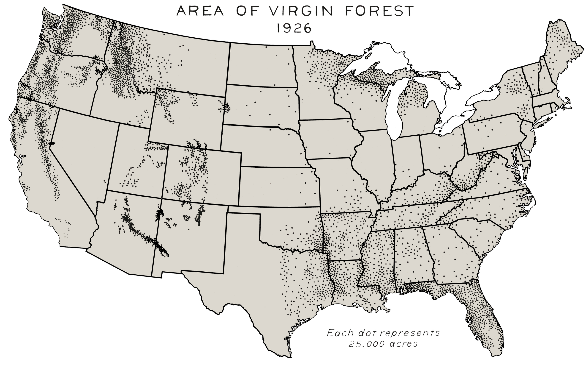 AREA OF VIRGIN FOREST
1926
Each dot represents
25,000 acres